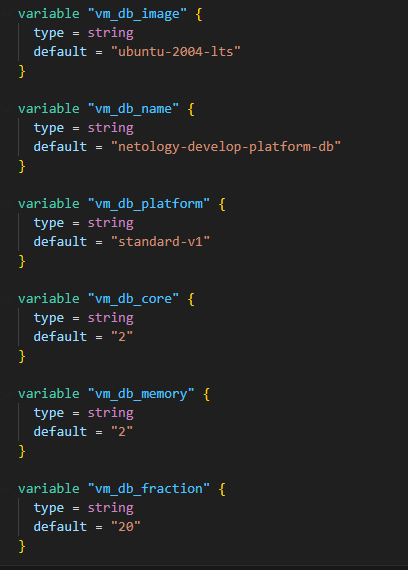 variable "vm_db_image" {
  type = string
  default = "ubuntu-2004-lts"
}

variable "vm_db_name" {
  type = string
  default = "netology-develop-platform-db"
}

variable "vm_db_platform" {
  type = string
  default = "standard-v1"
}

variable "vm_db_core" {
  type = string
  default = "2"
}

variable "vm_db_memory" {
  type = string
  default = "2"
}

variable "vm_db_fraction" {
  type = string
  default = "20"
}